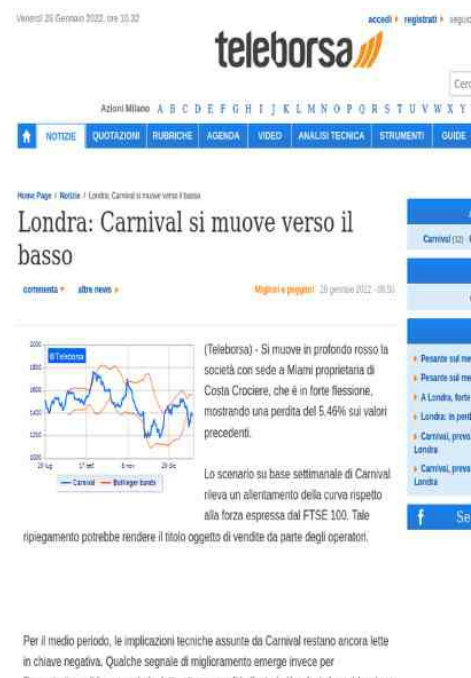 Venerdì 28 Gennaio 2022, ore 10.32
accedi registrati seguici
teleborsa
Cerc
Azioni Milano A B C D E F G H I J K L M N O P Q R S T U V W X Y
NOTIZIE QUOTAZIONI RUBRICHE AGENDA VIDEO ANALISI TECNICA STRUMENTI GUIDE
Home Page / Notizie / Londra: Carnival si muove verso il basso
Londra: Carnival si muove verso il
basso
commenta altre news
Migliori e peggiori 28 gennaio 2022
Teleborsa
Carnival Bollinger bands
(Teleborsa) - Si muove in profondo rosso la
società con sede a Miami proprietaria di
Costa Crociere, che è in forte flessione,
mostrando una perdita del 5,46% sui valori
precedenti.
Lo scenario su base settimanale di Carnival
rileva un allentamento della curva rispetto
alla forza espressa dal FTSE 100. Tale
ripiegamento potrebbe rendere il titolo oggetto di vendite da parte degli operatori.
Per il medio periodo, le implicazioni tecniche assunte da Carnival restano ancora lette
in chiave negativa. Qualche segnale di miglioramento emerge invece per
Carnival (12)
Pesante sul me
Pesante sul me
A Londra, forte
Londra: in perd
Carnival, preva
Londra
Carnival, preva
Londra
f Se